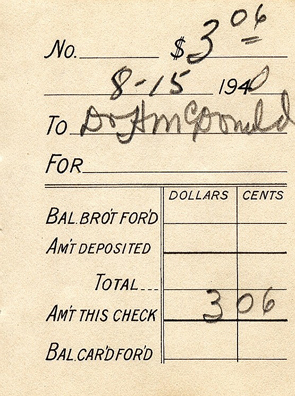 No. $3 06
8-15 1940
To Dr H McDonald
FOR
DOLLARS CENTS
BAL. BRO'T FOR'D
AM'T DEPOSITED
TOTAL
AM'T THIS CHECK 3 06
BAL. CAR'D FOR'D